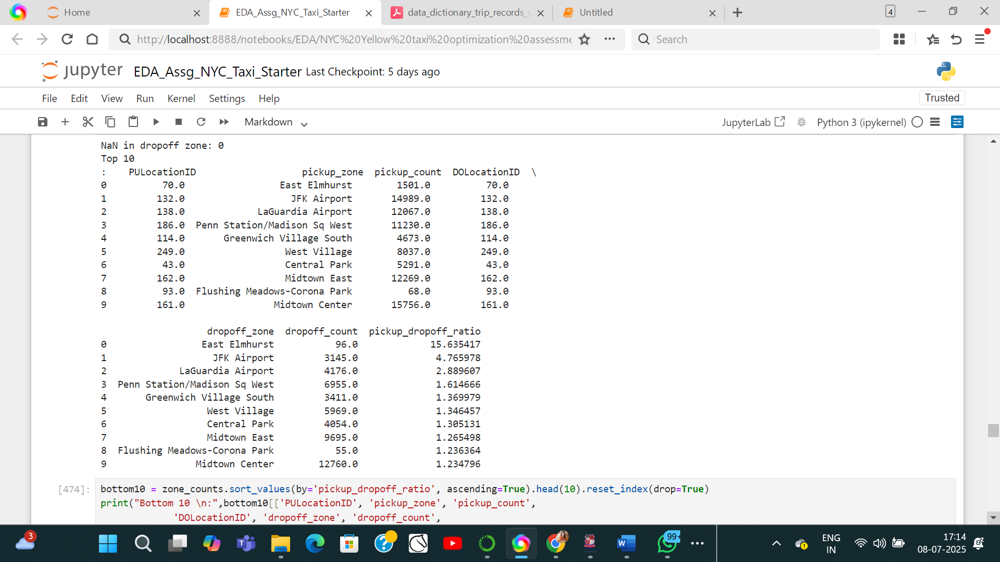 Home
EDA_Assg_NYC_Taxi_Starter
data_dictionary_trip_records_y
Untitled
4
http://localhost:8888/notebooks/EDA/NYC%20Yellow%20taxi%20optimization%20assessme
Search
jupyter EDA_Assg_NYC_Taxi_Starter Last Checkpoint: 5 days ago
File Edit View Run Kernel Settings Help
Trusted
Markdown
JupyterLab
Python 3 (ipykernel)
NaN in dropoff zone: 0
Top 10
: PULocationID pickup_zone pickup_count DOLocationID \
0 70.0 East Elmhurst 1501.0 70.0
1 132.0 JFK Airport 14989.0 132.0
2 138.0 LaGuardia Airport 12067.0 138.0
3 186.0 Penn Station/Madison Sq West 11230.0 186.0
4 114.0 Greenwich Village South 4673.0 114.0
5 249.0 West Village 8037.0 249.0
6 43.0 Central Park 5291.0 43.0
7 162.0 Midtown East 12269.0 162.0
8 93.0 Flushing Meadows-Corona Park 68.0 93.0
9 161.0 Midtown Center 15756.0 161.0
dropoff_zone dropoff_count pickup_dropoff_ratio
0 East Elmhurst 96.0 15.635417
1 JFK Airport 3145.0 4.765978
2 LaGuardia Airport 4176.0 2.889607
3 Penn Station/Madison Sq West 6955.0 1.614666
4 Greenwich Village South 3411.0 1.369979
5 West Village 5969.0 1.346457
6 Central Park 4054.0 1.305131
7 Midtown East 9695.0 1.265498
8 Flushing Meadows-Corona Park 55.0 1.236364
9 Midtown Center 12760.0 1.234796
[474]: bottom10 = zone_counts.sort_values(by='pickup_dropoff_ratio', ascending=True).head(10).reset_index(drop=True)
print("Bottom 10 \n:",bottom10[['PULocationID', 'pickup_zone', 'pickup_count',
'DOLocationID', 'dropoff_zone', 'dropoff_count',
3
99+
ENG
IN
17:14
08-07-2025